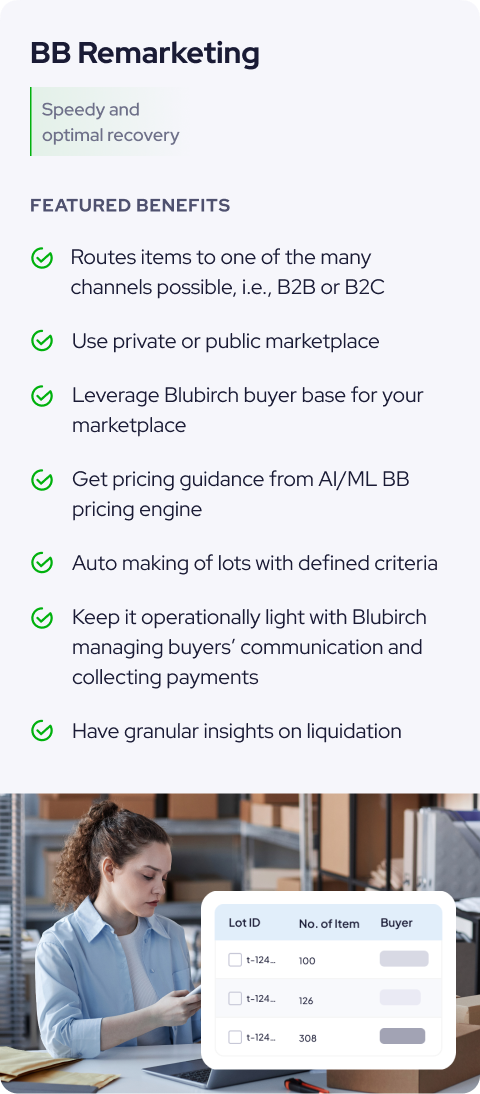 BB Remarketing
Speedy and
optimal recovery
FEATURED BENEFITS
Routes items to one of the many
channels possible, i.e., B2B or B2C
Use private or public marketplace
Leverage Blubirch buyer base for your
marketplace
Get pricing guidance from AI/ML BB
pricing engine
Auto making of lots with defined criteria
Keep it operationally light with Blubirch
managing buyers’ communication and
collecting payments
Have granular insights on liquidation
Lot ID No. of Item Buyer
t-124... 100
t-124... 126
t-124... 308